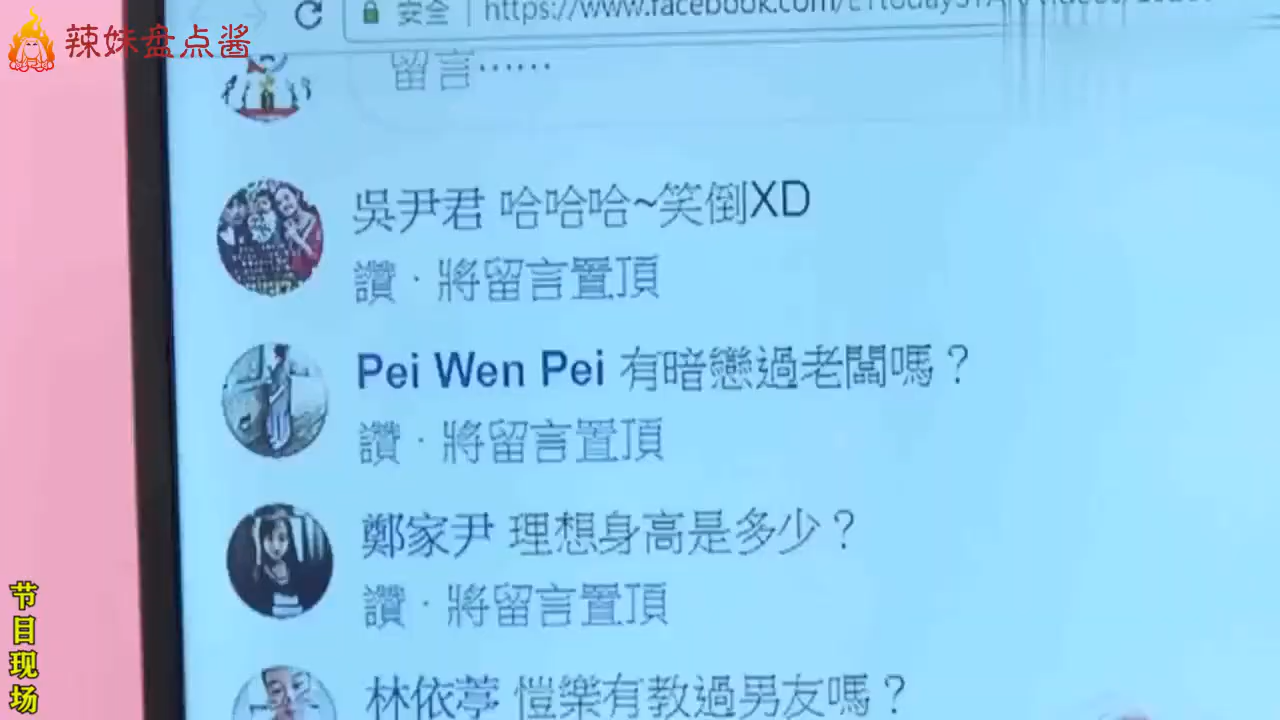 辣妹盘点酱
安全 https://www.facebook.com/ETtodaySTAR/videos/
留言……
吳尹君 哈哈哈~笑倒XD
讚·將留言置頂
Pei Wen Pei 有暗戀過老闆嗎？
讚·將留言置頂
鄭家尹 理想身高是多少？
讚·將留言置頂
林依葶 愷樂有教過男友嗎？
节目现场